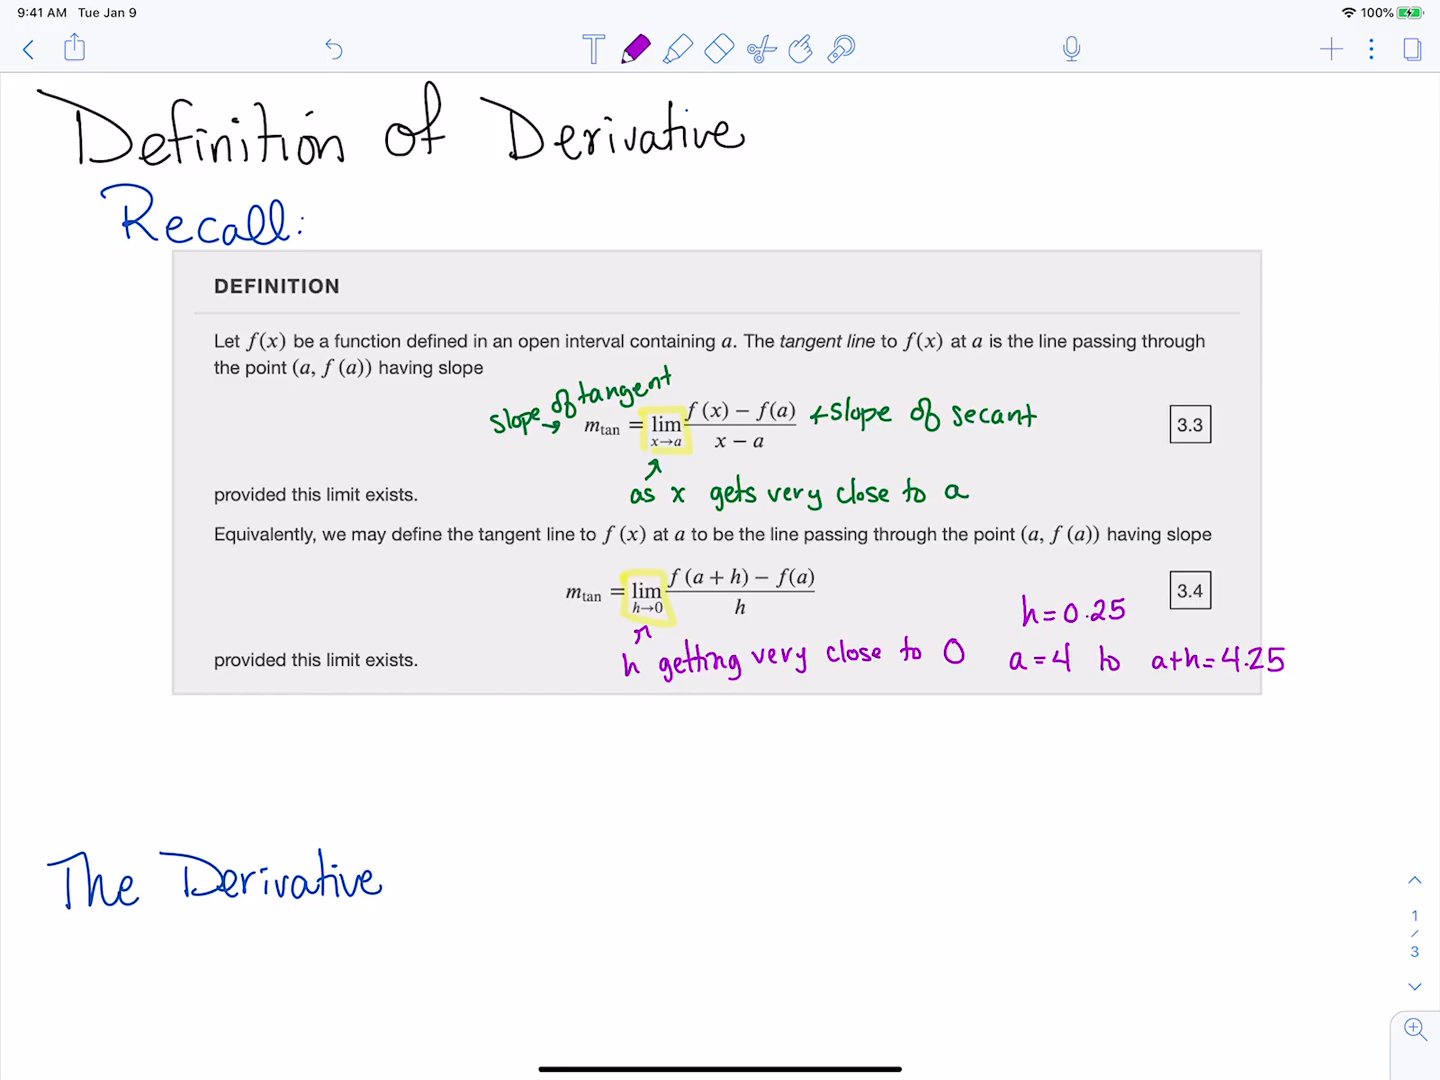 9:41 AM Tue Jan 9
100%
Definition of Derivative
Recall:
DEFINITION
Let f(x) be a function defined in an open interval containing a. The tangent line to f(x) at a is the line passing through
the point (a, f (a)) having slope
slope of tangent
m_tan = lim_{x→a} (f (x) − f(a))/(x − a) ← slope of secant
3.3
provided this limit exists.
as x gets very close to a
Equivalently, we may define the tangent line to f (x) at a to be the line passing through the point (a, f (a)) having slope
m_tan = lim_{h→0} (f (a + h) − f(a))/h
3.4
h = 0.25
provided this limit exists.
h getting very close to 0
a = 4 to a+h = 4.25
The Derivative
1
/
3